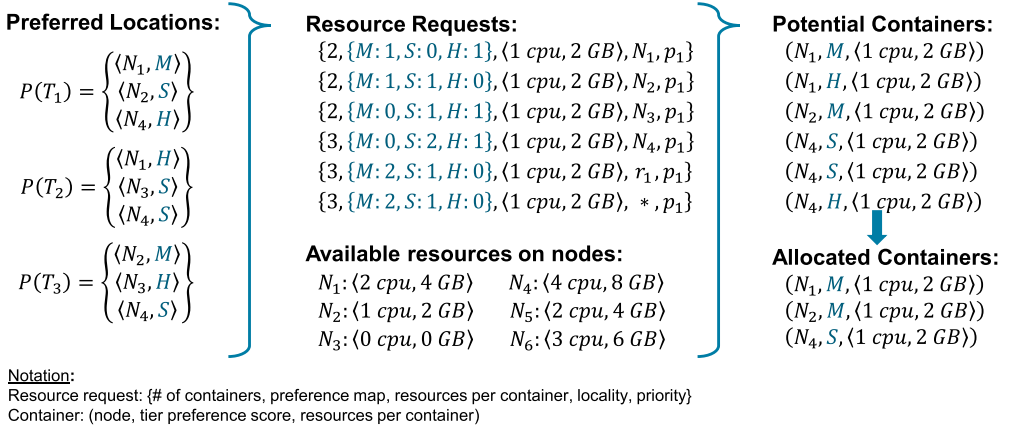 Preferred Locations:
P(T₁) = {⟨N₁, M⟩
⟨N₂, S⟩
⟨N₄, H⟩}
P(T₂) = {⟨N₁, H⟩
⟨N₃, S⟩
⟨N₄, S⟩}
P(T₃) = {⟨N₂, M⟩
⟨N₃, H⟩
⟨N₄, S⟩}
Resource Requests:
{2, {M: 1, S: 0, H: 1}, ⟨1 cpu, 2 GB⟩, N₁, p₁}
{2, {M: 1, S: 1, H: 0}, ⟨1 cpu, 2 GB⟩, N₂, p₁}
{2, {M: 0, S: 1, H: 1}, ⟨1 cpu, 2 GB⟩, N₃, p₁}
{3, {M: 0, S: 2, H: 1}, ⟨1 cpu, 2 GB⟩, N₄, p₁}
{3, {M: 2, S: 1, H: 0}, ⟨1 cpu, 2 GB⟩, r₁, p₁}
{3, {M: 2, S: 1, H: 0}, ⟨1 cpu, 2 GB⟩, *, p₁}
Available resources on nodes:
N₁: ⟨2 cpu, 4 GB⟩ N₄: ⟨4 cpu, 8 GB⟩
N₂: ⟨1 cpu, 2 GB⟩ N₅: ⟨2 cpu, 4 GB⟩
N₃: ⟨0 cpu, 0 GB⟩ N₆: ⟨3 cpu, 6 GB⟩
Potential Containers:
(N₁, M, ⟨1 cpu, 2 GB⟩)
(N₁, H, ⟨1 cpu, 2 GB⟩)
(N₂, M, ⟨1 cpu, 2 GB⟩)
(N₄, S, ⟨1 cpu, 2 GB⟩)
(N₄, S, ⟨1 cpu, 2 GB⟩)
(N₄, H, ⟨1 cpu, 2 GB⟩)
Allocated Containers:
(N₁, M, ⟨1 cpu, 2 GB⟩)
(N₂, M, ⟨1 cpu, 2 GB⟩)
(N₄, S, ⟨1 cpu, 2 GB⟩)
Notation:
Resource request: {# of containers, preference map, resources per container, locality, priority}
Container: (node, tier preference score, resources per container)